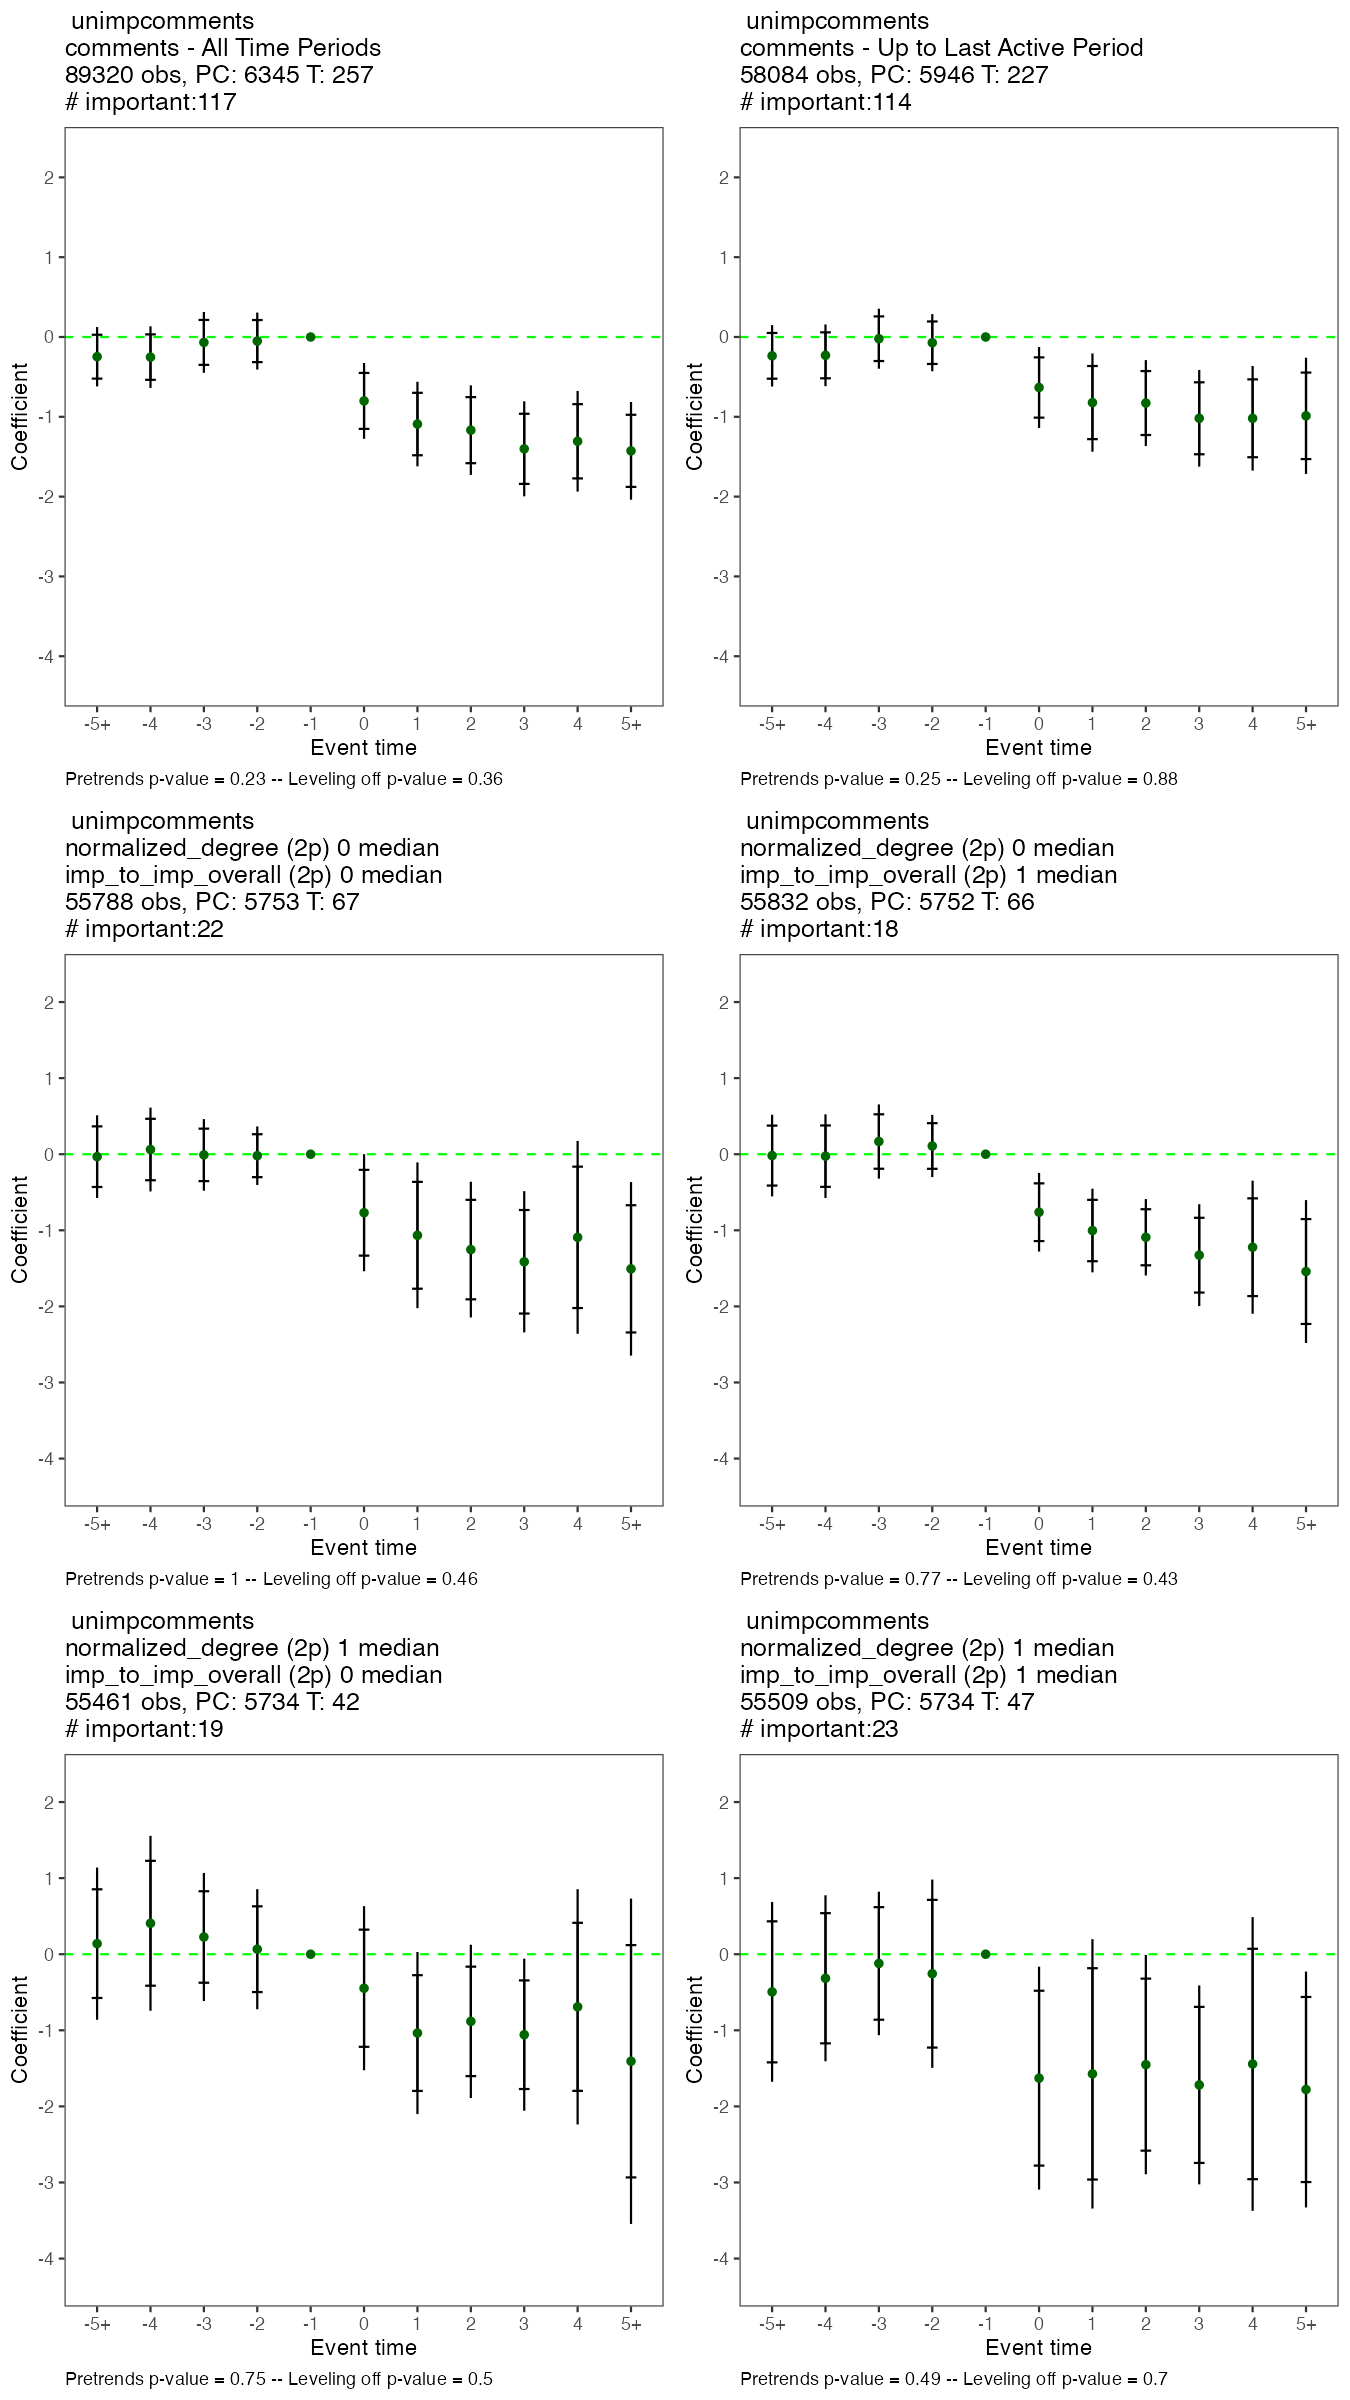 unimpcomments
comments - All Time Periods
89320 obs, PC: 6345 T: 257
# important:117
2
1
0
-1
-2
-3
-4
Coefficient
-5+ -4 -3 -2 -1 0 1 2 3 4 5+
Event time
Pretrends p-value = 0.23 -- Leveling off p-value = 0.36
unimpcomments
comments - Up to Last Active Period
58084 obs, PC: 5946 T: 227
# important:114
2
1
0
-1
-2
-3
-4
Coefficient
-5+ -4 -3 -2 -1 0 1 2 3 4 5+
Event time
Pretrends p-value = 0.25 -- Leveling off p-value = 0.88
unimpcomments
normalized_degree (2p) 0 median
imp_to_imp_overall (2p) 0 median
55788 obs, PC: 5753 T: 67
# important:22
2
1
0
-1
-2
-3
-4
Coefficient
-5+ -4 -3 -2 -1 0 1 2 3 4 5+
Event time
Pretrends p-value = 1 -- Leveling off p-value = 0.46
unimpcomments
normalized_degree (2p) 0 median
imp_to_imp_overall (2p) 1 median
55832 obs, PC: 5752 T: 66
# important:18
2
1
0
-1
-2
-3
-4
Coefficient
-5+ -4 -3 -2 -1 0 1 2 3 4 5+
Event time
Pretrends p-value = 0.77 -- Leveling off p-value = 0.43
unimpcomments
normalized_degree (2p) 1 median
imp_to_imp_overall (2p) 0 median
55461 obs, PC: 5734 T: 42
# important:19
2
1
0
-1
-2
-3
-4
Coefficient
-5+ -4 -3 -2 -1 0 1 2 3 4 5+
Event time
Pretrends p-value = 0.75 -- Leveling off p-value = 0.5
unimpcomments
normalized_degree (2p) 1 median
imp_to_imp_overall (2p) 1 median
55509 obs, PC: 5734 T: 47
# important:23
2
1
0
-1
-2
-3
-4
Coefficient
-5+ -4 -3 -2 -1 0 1 2 3 4 5+
Event time
Pretrends p-value = 0.49 -- Leveling off p-value = 0.7